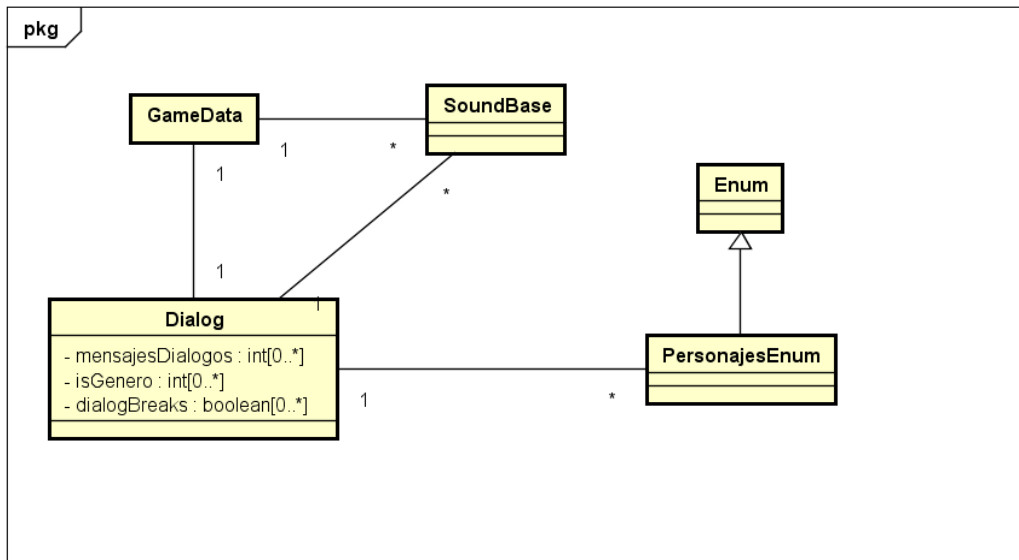 pkg
GameData
SoundBase
1
*
1
*
Enum
1
1
Dialog
- mensajesDialogos : int[0..*]
- isGenero : int[0..*]
- dialogBreaks : boolean[0..*]
PersonajesEnum
1
*